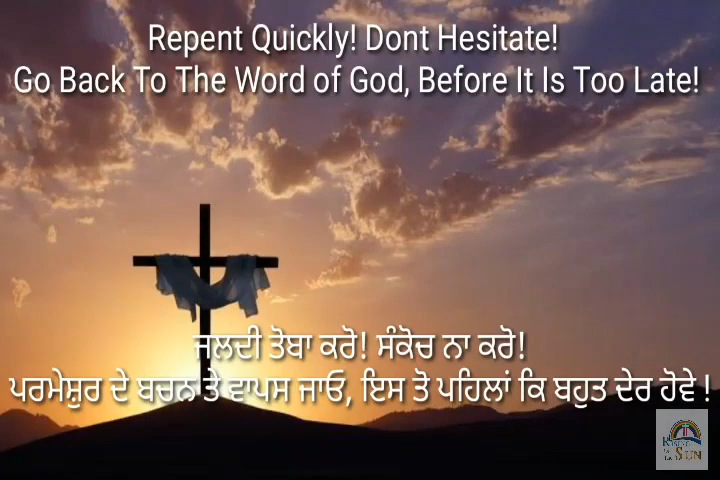 Repent Quickly! Dont Hesitate!
Go Back To The Word of God, Before It Is Too Late!
ਜਲਦੀ ਤੋਬਾ ਕਰੋ! ਸੰਕੋਚ ਨਾ ਕਰੋ!
ਪਰਮੇਸ਼ੁਰ ਦੇ ਬਚਨ ਤੇ ਵਾਪਸ ਜਾਓ, ਇਸ ਤੋ ਪਹਿਲਾਂ ਕਿ ਬਹੁਤ ਦੇਰ ਹੋਵੇ !
SUN